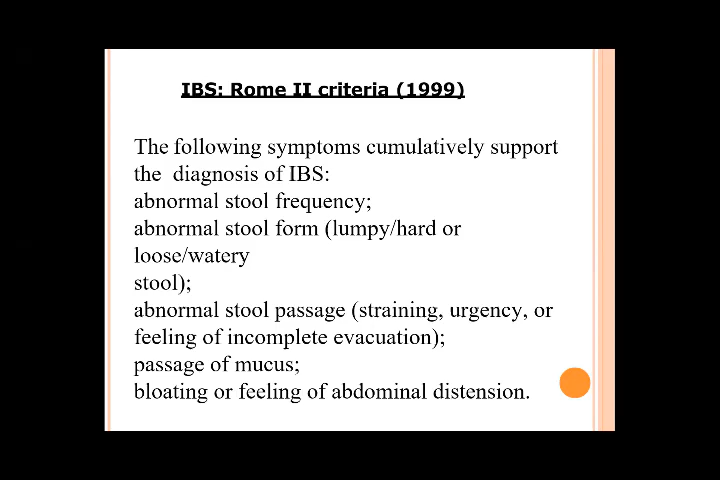 IBS: Rome II criteria (1999)
The following symptoms cumulatively support
the diagnosis of IBS:
abnormal stool frequency;
abnormal stool form (lumpy/hard or
loose/watery
stool);
abnormal stool passage (straining, urgency, or
feeling of incomplete evacuation);
passage of mucus;
bloating or feeling of abdominal distension.